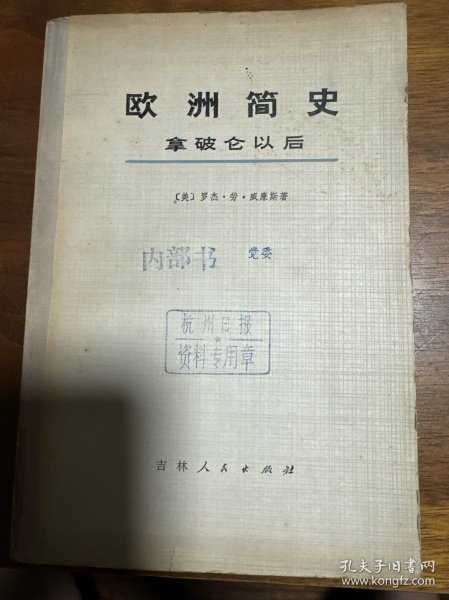 欧洲简史
拿破仑以后
〔美〕罗杰·劳·威廉斯著
内部书 党委
杭州日报
资料专用章
吉林人民出版社
孔夫子旧书网
www.kongfz.com